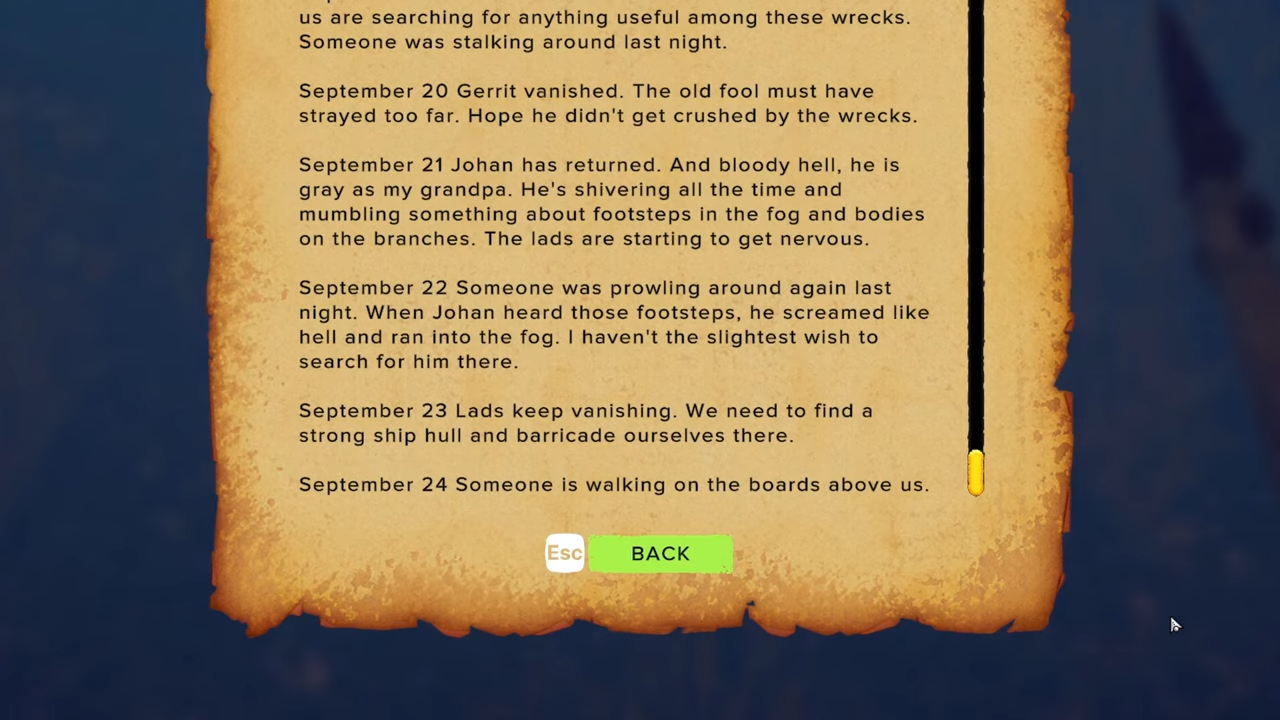 us are searching for anything useful among these wrecks.
Someone was stalking around last night.
September 20 Gerrit vanished. The old fool must have
strayed too far. Hope he didn't get crushed by the wrecks.
September 21 Johan has returned. And bloody hell, he is
gray as my grandpa. He's shivering all the time and
mumbling something about footsteps in the fog and bodies
on the branches. The lads are starting to get nervous.
September 22 Someone was prowling around again last
night. When Johan heard those footsteps, he screamed like
hell and ran into the fog. I haven't the slightest wish to
search for him there.
September 23 Lads keep vanishing. We need to find a
strong ship hull and barricade ourselves there.
September 24 Someone is walking on the boards above us.
Esc BACK